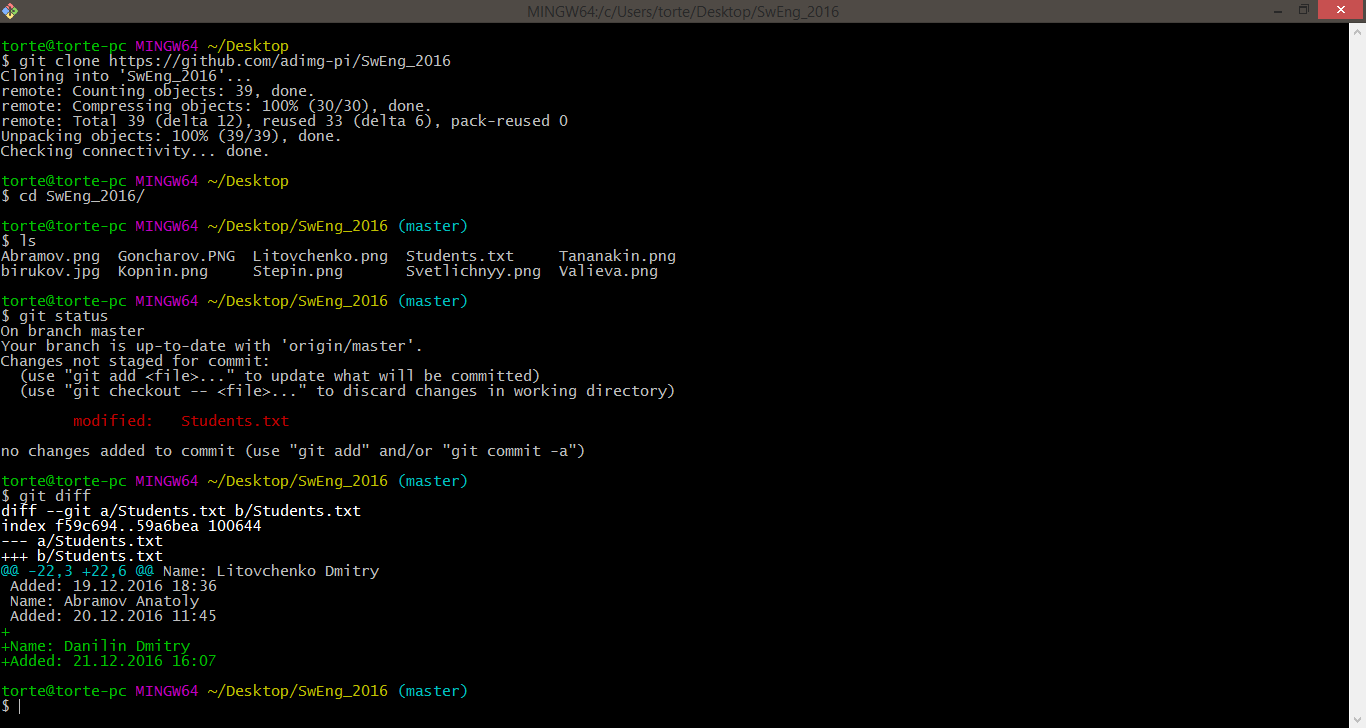 MINGW64:/c/Users/torte/Desktop/SwEng_2016
torte@torte-pc MINGW64 ~/Desktop
$ git clone https://github.com/adimg-pi/SwEng_2016
Cloning into 'SwEng_2016'...
remote: Counting objects: 39, done.
remote: Compressing objects: 100% (30/30), done.
remote: Total 39 (delta 12), reused 33 (delta 6), pack-reused 0
Unpacking objects: 100% (39/39), done.
Checking connectivity... done.
torte@torte-pc MINGW64 ~/Desktop
$ cd SwEng_2016/
torte@torte-pc MINGW64 ~/Desktop/SwEng_2016 (master)
$ ls
Abramov.png  Goncharov.PNG  Litovchenko.png  Students.txt     Tananakin.png
birukov.jpg  Kopnin.png     Stepin.png       Svetlichnyy.png  Valieva.png
torte@torte-pc MINGW64 ~/Desktop/SwEng_2016 (master)
$ git status
On branch master
Your branch is up-to-date with 'origin/master'.
Changes not staged for commit:
  (use "git add <file>..." to update what will be committed)
  (use "git checkout -- <file>..." to discard changes in working directory)
        modified:   Students.txt
no changes added to commit (use "git add" and/or "git commit -a")
torte@torte-pc MINGW64 ~/Desktop/SwEng_2016 (master)
$ git diff
diff --git a/Students.txt b/Students.txt
index f59c694..59a6bea 100644
--- a/Students.txt
+++ b/Students.txt
@@ -22,3 +22,6 @@ Name: Litovchenko Dmitry
 Added: 19.12.2016 18:36
 Name: Abramov Anatoly
 Added: 20.12.2016 11:45
+
+Name: Danilin Dmitry
+Added: 21.12.2016 16:07
torte@torte-pc MINGW64 ~/Desktop/SwEng_2016 (master)
$